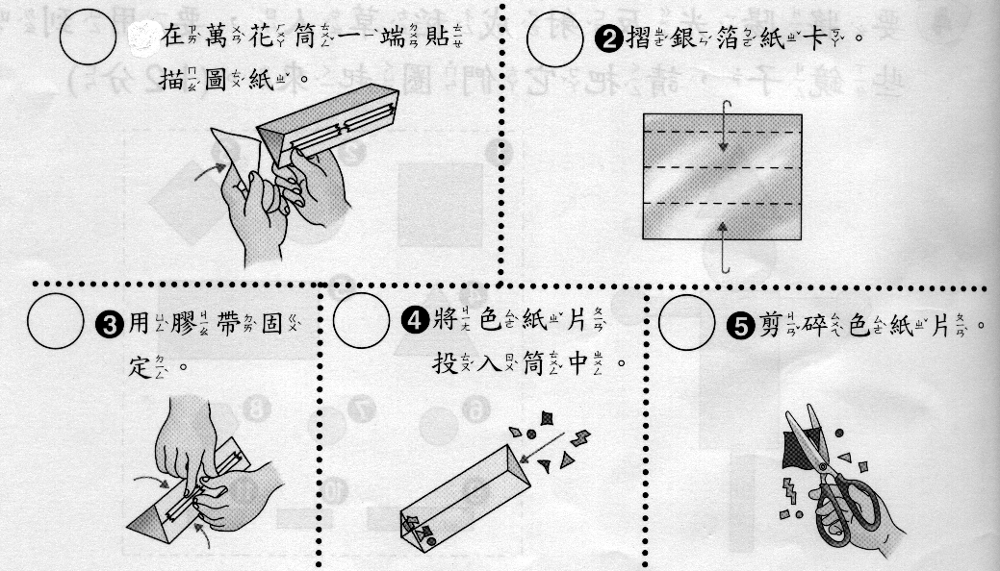 在萬花筒一端貼
描圖紙。
❷摺銀箔紙卡。
❸用膠帶固
定。
❹將色紙片
投入筒中。
❺剪碎色紙片。